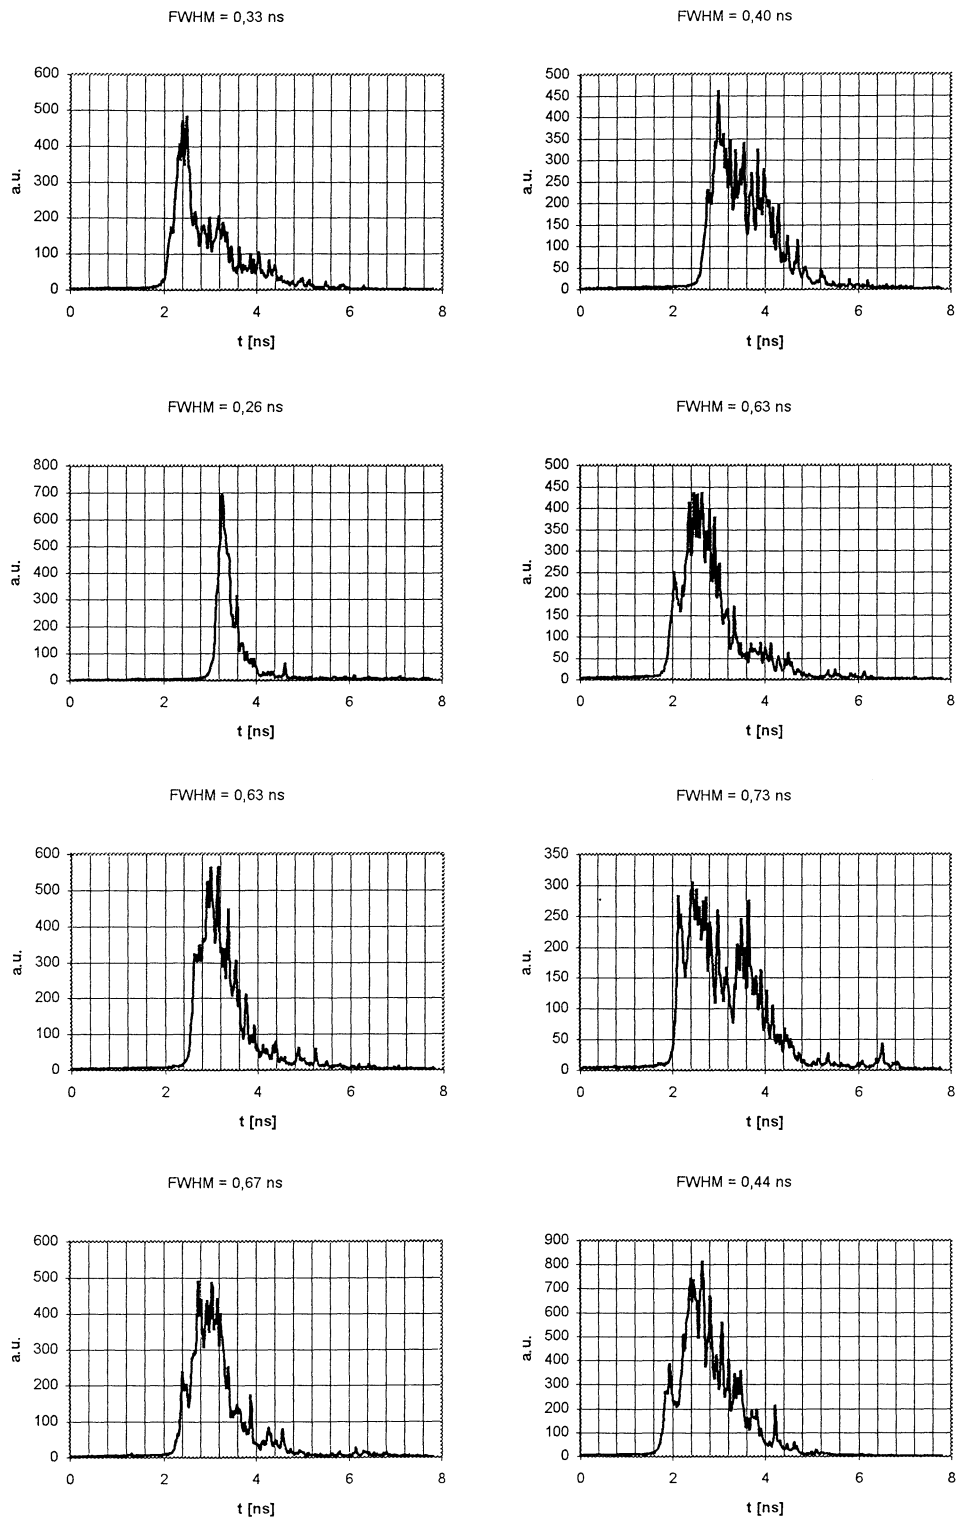 FWHM = 0,33 ns
600
500
400
300
200
100
0
a.u.
0 2 4 6 8
t [ns]
FWHM = 0,40 ns
500
450
400
350
300
250
200
150
100
50
0
a.u.
0 2 4 6 8
t [ns]
FWHM = 0,26 ns
800
700
600
500
400
300
200
100
0
a.u.
0 2 4 6 8
t [ns]
FWHM = 0,63 ns
500
450
400
350
300
250
200
150
100
50
0
a.u.
0 2 4 6 8
t [ns]
FWHM = 0,63 ns
600
500
400
300
200
100
0
a.u.
0 2 4 6 8
t [ns]
FWHM = 0,73 ns
350
300
250
200
150
100
50
0
a.u.
0 2 4 6 8
t [ns]
FWHM = 0,67 ns
600
500
400
300
200
100
0
a.u.
0 2 4 6 8
t [ns]
FWHM = 0,44 ns
900
800
700
600
500
400
300
200
100
0
a.u.
0 2 4 6 8
t [ns]